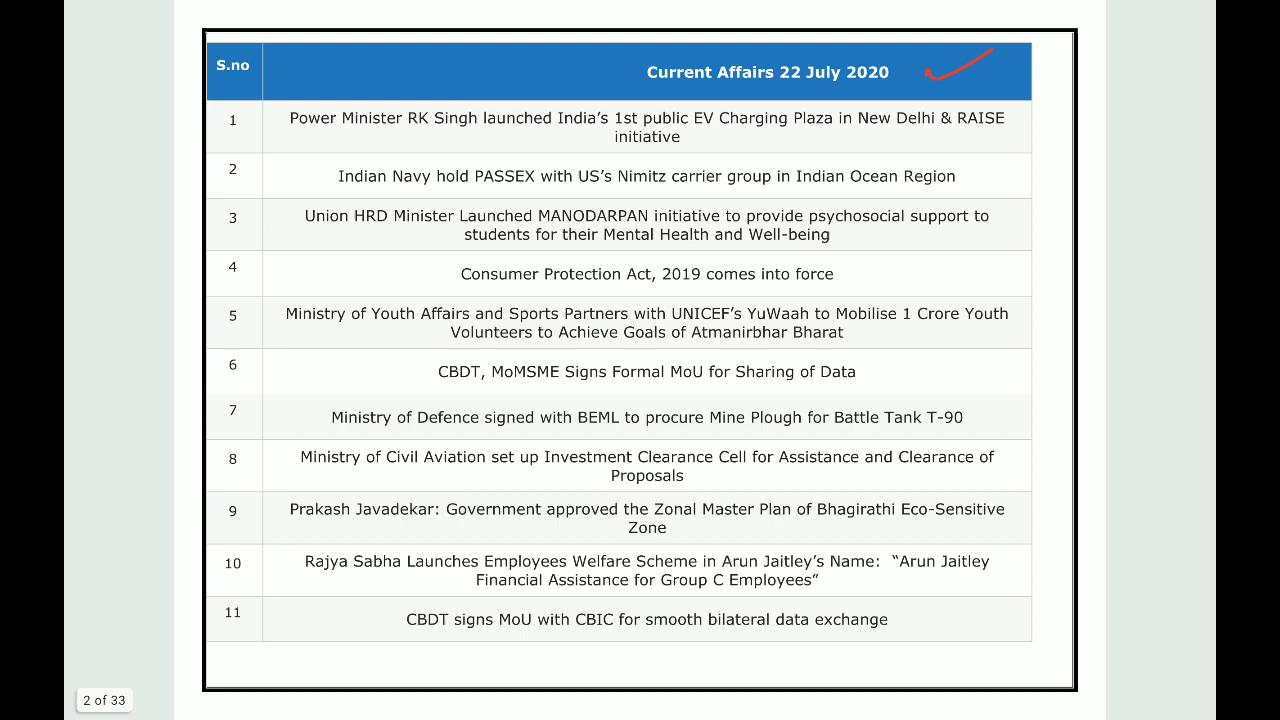 S.no
Current Affairs 22 July 2020
1
Power Minister RK Singh launched India’s 1st public EV Charging Plaza in New Delhi & RAISE
initiative
2
Indian Navy hold PASSEX with US’s Nimitz carrier group in Indian Ocean Region
3
Union HRD Minister Launched MANODARPAN initiative to provide psychosocial support to
students for their Mental Health and Well-being
4
Consumer Protection Act, 2019 comes into force
5
Ministry of Youth Affairs and Sports Partners with UNICEF’s YuWaah to Mobilise 1 Crore Youth
Volunteers to Achieve Goals of Atmanirbhar Bharat
6
CBDT, MoMSME Signs Formal MoU for Sharing of Data
7
Ministry of Defence signed with BEML to procure Mine Plough for Battle Tank T-90
8
Ministry of Civil Aviation set up Investment Clearance Cell for Assistance and Clearance of
Proposals
9
Prakash Javadekar: Government approved the Zonal Master Plan of Bhagirathi Eco-Sensitive
Zone
10
Rajya Sabha Launches Employees Welfare Scheme in Arun Jaitley’s Name:  “Arun Jaitley
Financial Assistance for Group C Employees”
11
CBDT signs MoU with CBIC for smooth bilateral data exchange
2 of 33